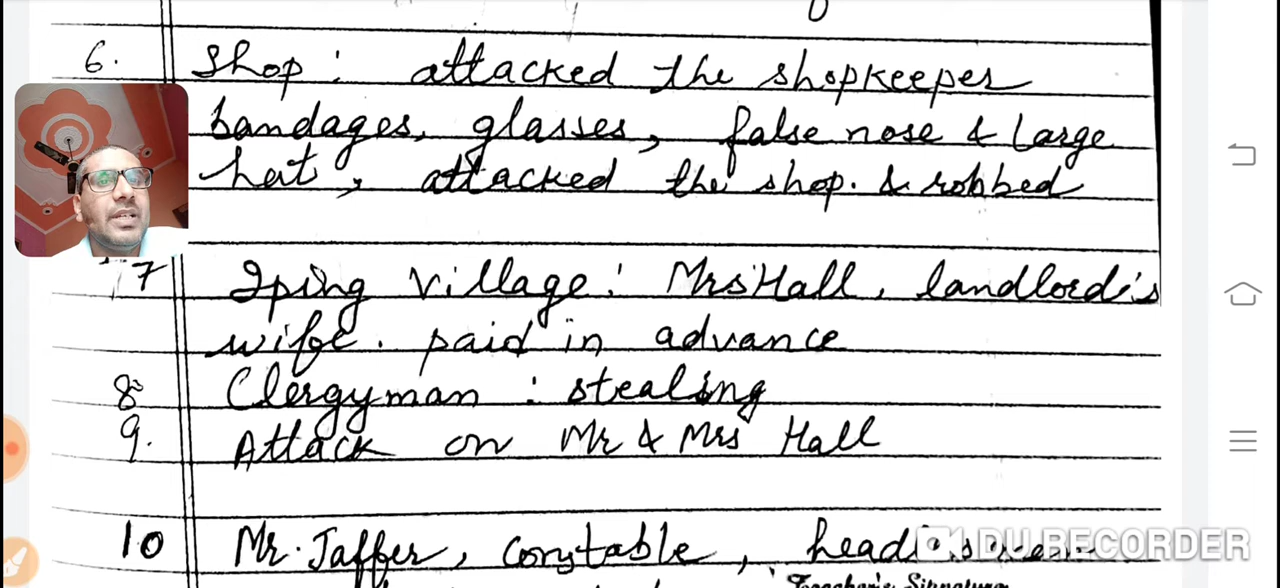 6. Shop: attacked the shopkeeper
bandages, glasses, false nose & Large
hat, attacked the shop. & robbed
7 Iping Village: Mrs Hall, landlord's
wife. paid in advance
8 Clergyman: stealing
9. Attack on Mr & Mrs Hall
10 Mr. Jaffer, constable,
DU RECORDER
Teacher's Signature